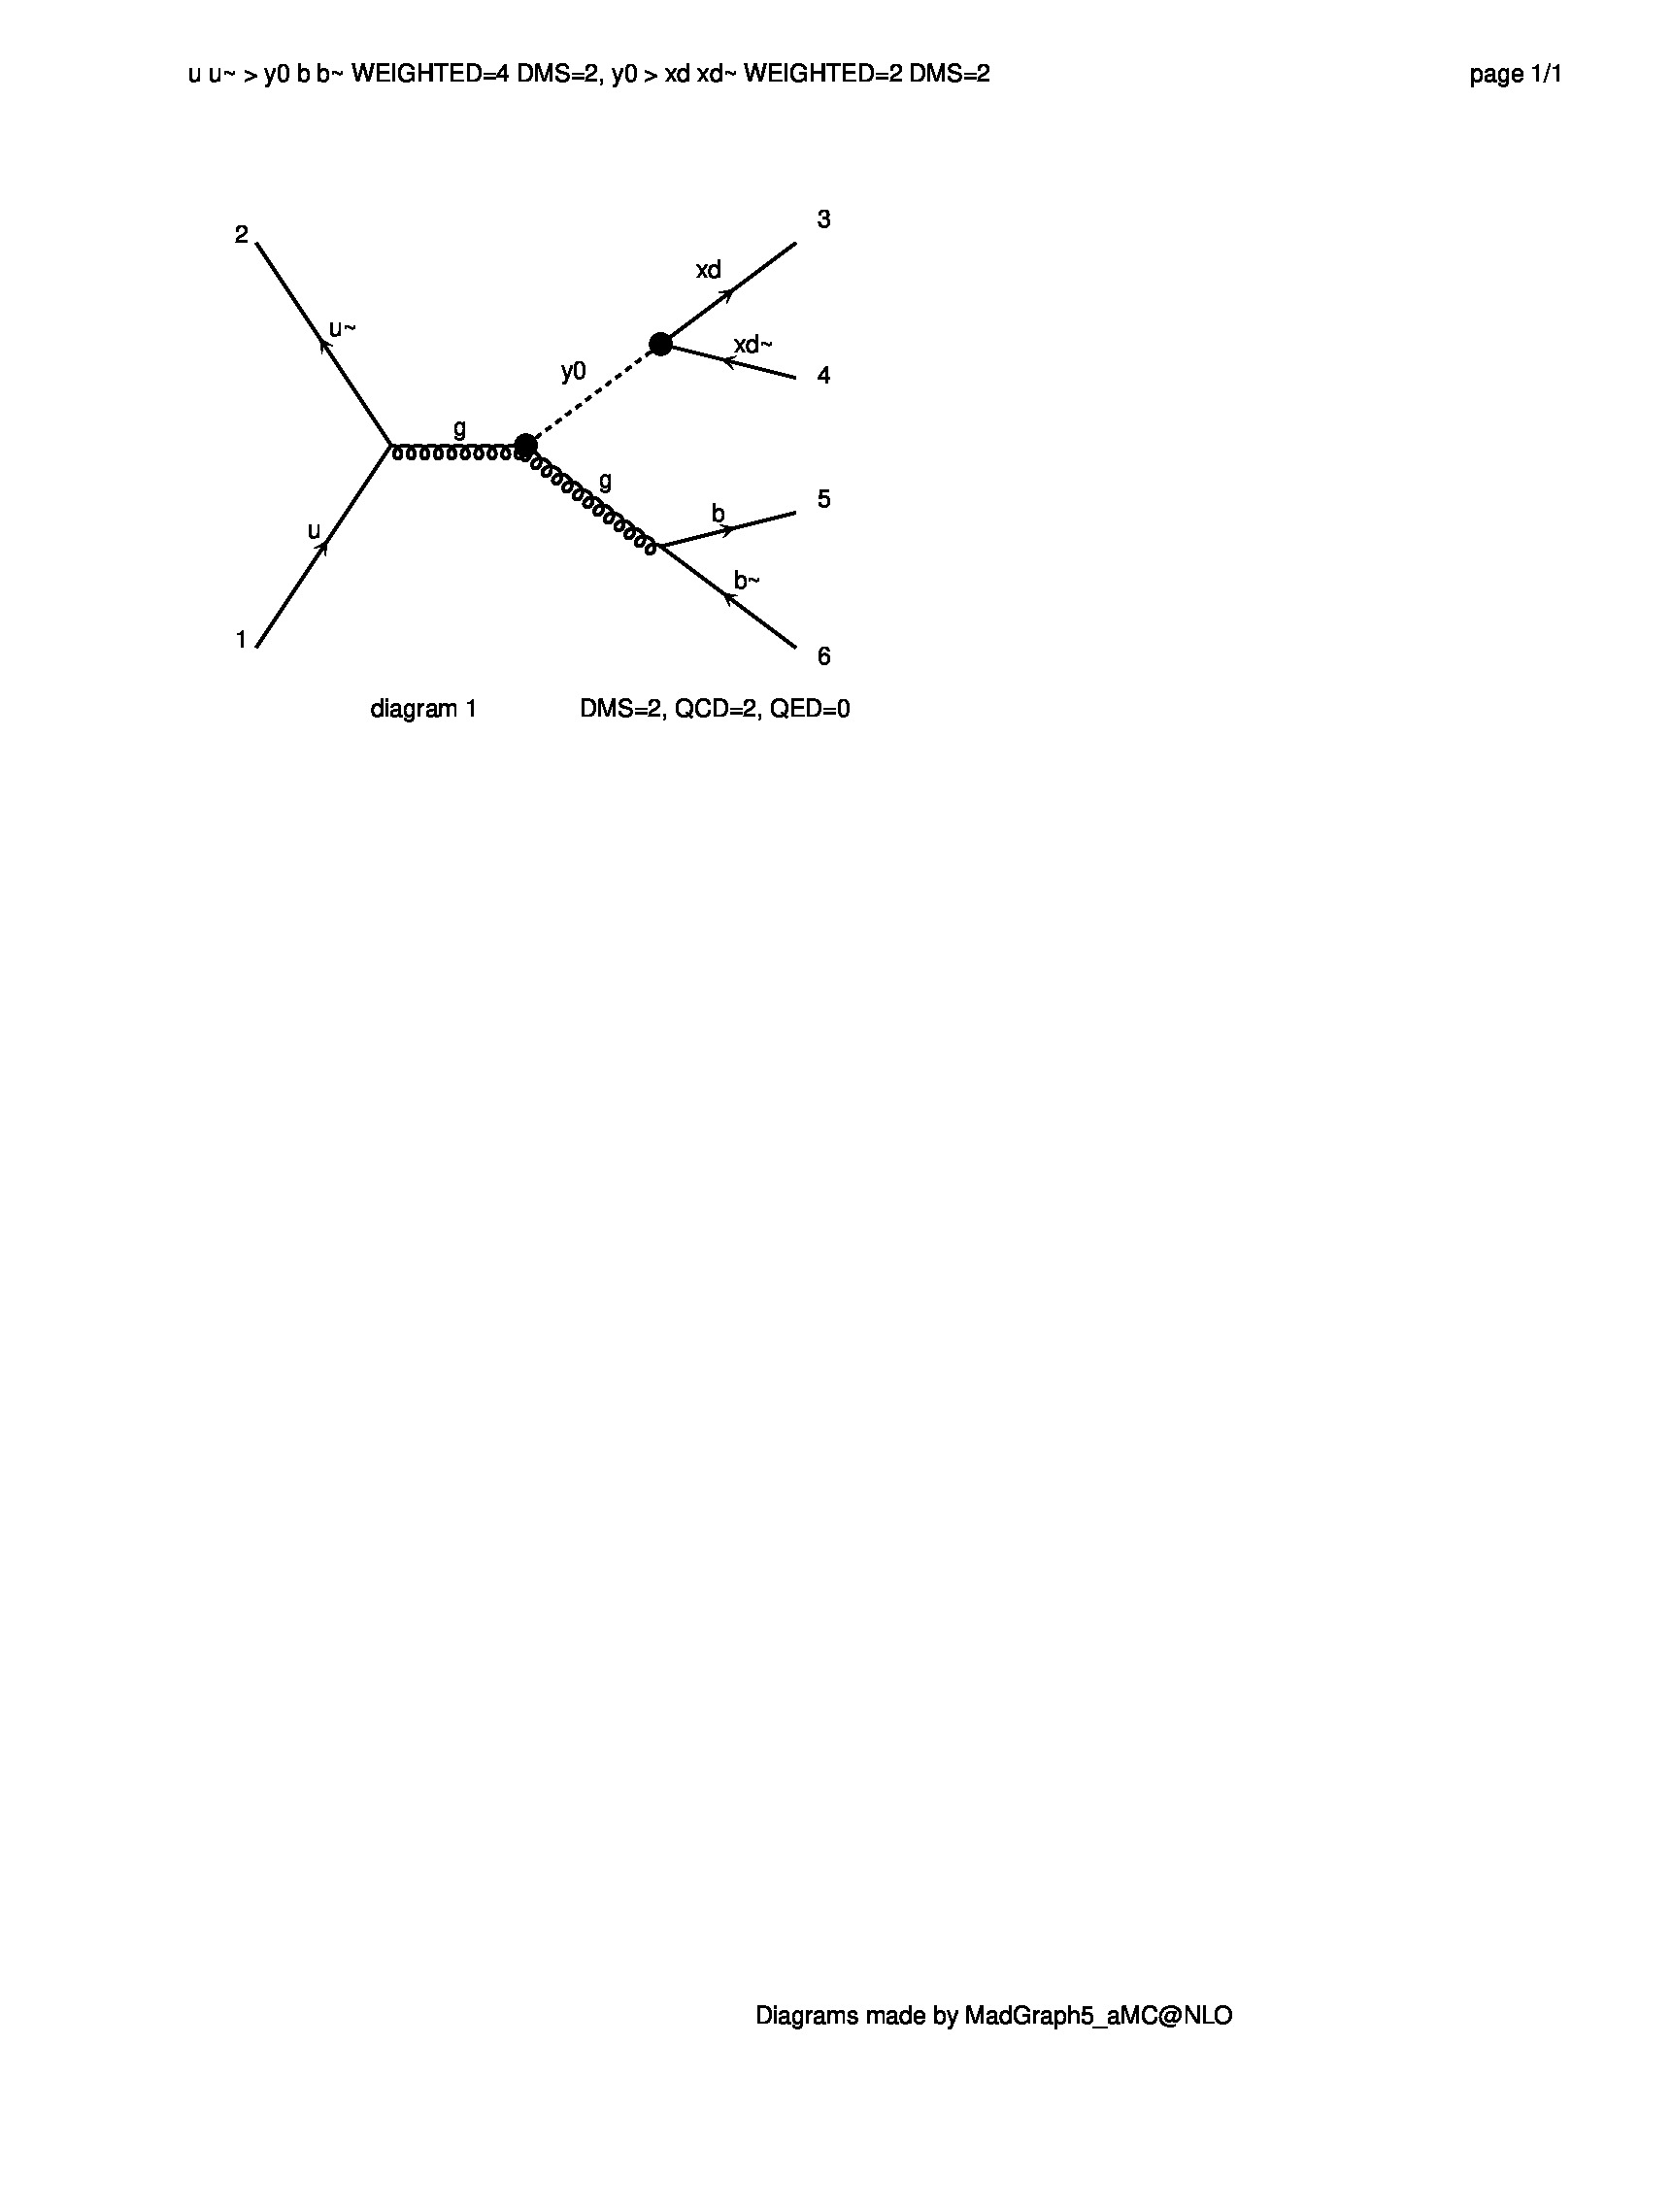 u u~ > y0 b b~ WEIGHTED=4 DMS=2, y0 > xd xd~ WEIGHTED=2 DMS=2
page 1/1
3
2
xd
u~
xd~
y0
4
g
g
5
b
u
b~
1
6
diagram 1
DMS=2, QCD=2, QED=0
Diagrams made by MadGraph5_aMC@NLO